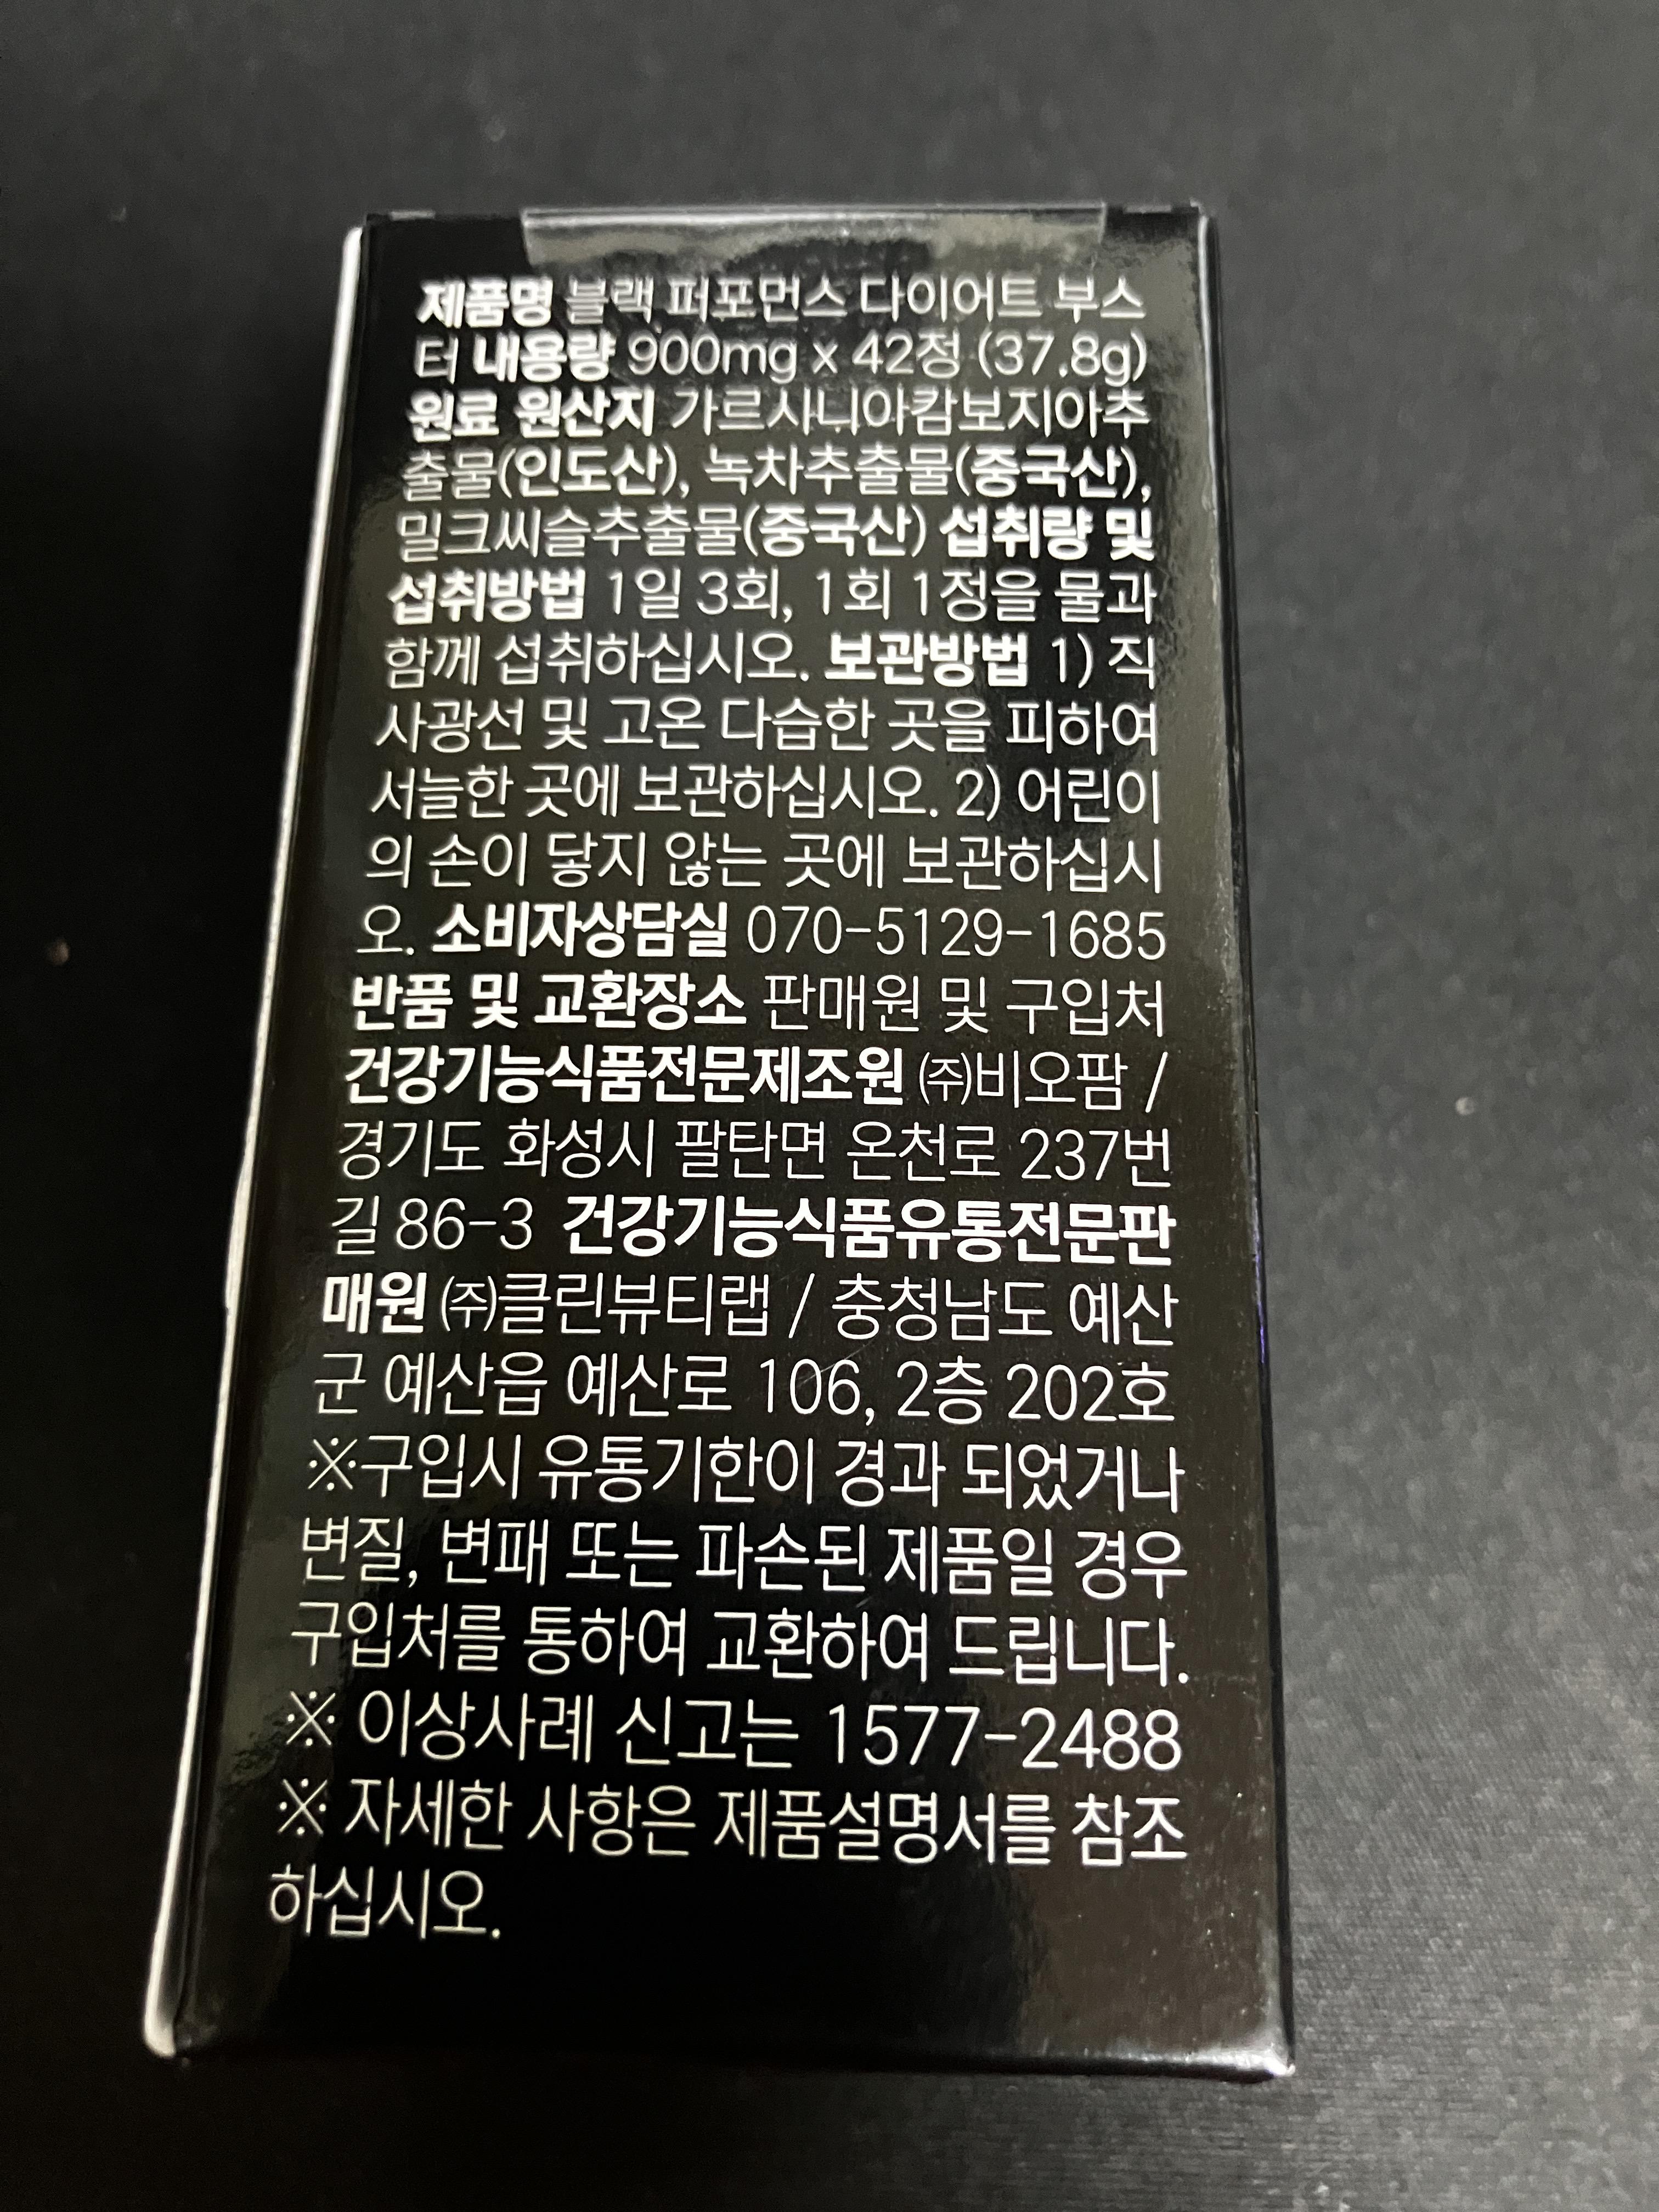 제품명 블랙 퍼포먼스 다이어트 부스
터 내용량 900mg x 42정 (37.8g)
원료 원산지 가르시니아캄보지아추
출물(인도산), 녹차추출물(중국산),
밀크씨슬추출물(중국산) 섭취량 및
섭취방법 1일 3회, 1회 1정을 물과
함께 섭취하십시오. 보관방법 1) 직
사광선 및 고온 다습한 곳을 피하여
서늘한 곳에 보관하십시오. 2) 어린이
의 손이 닿지 않는 곳에 보관하십시
오. 소비자상담실 070-5129-1685
반품 및 교환장소 판매원 및 구입처
건강기능식품전문제조원 ㈜비오팜 /
경기도 화성시 팔탄면 온천로 237번
길 86-3 건강기능식품유통전문판
매원 ㈜클린뷰티랩 / 충청남도 예산
군 예산읍 예산로 106, 2층 202호
※구입시 유통기한이 경과 되었거나
변질, 변패 또는 파손된 제품일 경우
구입처를 통하여 교환하여 드립니다.
※ 이상사례 신고는 1577-2488
※ 자세한 사항은 제품설명서를 참조
하십시오.